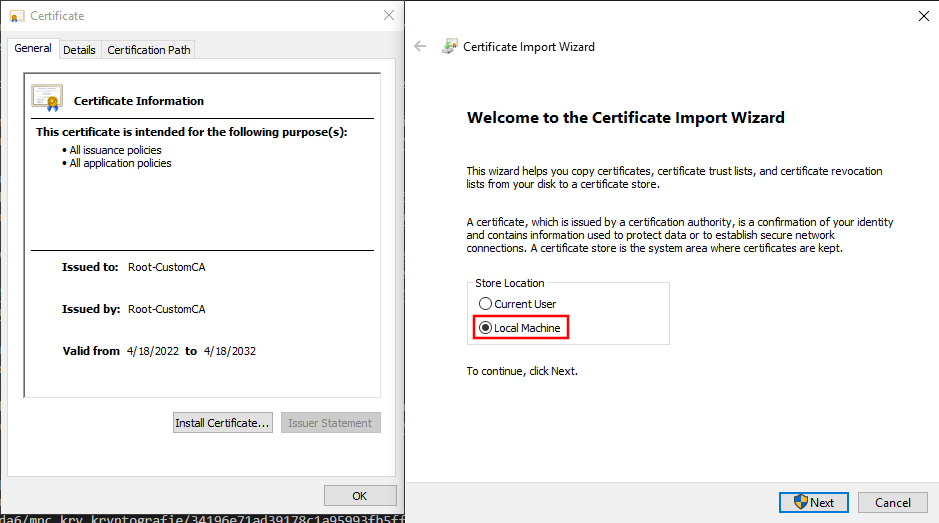 Certificate
General
Details
Certification Path
Certificate Information
This certificate is intended for the following purpose(s):
• All issuance policies
• All application policies
Issued to: Root-CustomCA
Issued by: Root-CustomCA
Valid from 4/18/2022 to 4/18/2032
Install Certificate...
Issuer Statement
OK
da6/mpc_kry_kryptografie/34196e71ad39178c1a95993fb5ff
Certificate Import Wizard
Welcome to the Certificate Import Wizard
This wizard helps you copy certificates, certificate trust lists, and certificate revocation
lists from your disk to a certificate store.
A certificate, which is issued by a certification authority, is a confirmation of your identity
and contains information used to protect data or to establish secure network
connections. A certificate store is the system area where certificates are kept.
Store Location
Current User
Local Machine
To continue, click Next.
Next
Cancel